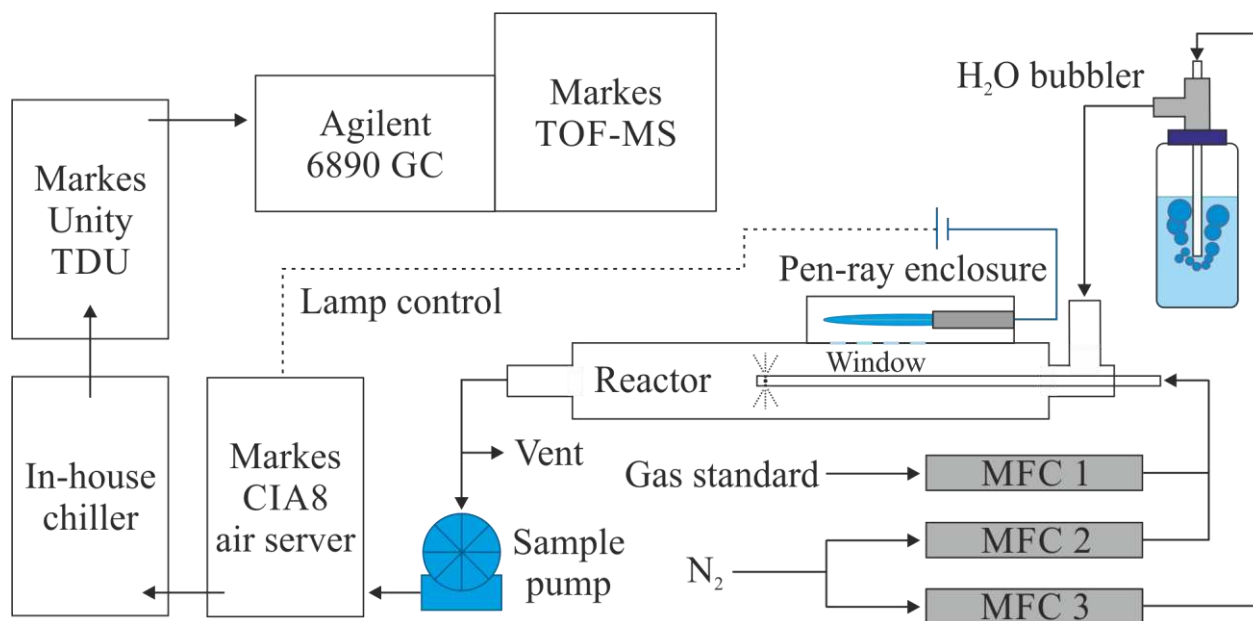 Markes
Unity
TDU
Agilent
6890 GC
Markes
TOF-MS
H₂O bubbler
Lamp control
Pen-ray enclosure
Window
Reactor
In-house
chiller
Markes
CIA8
air server
Vent
Sample
pump
Gas standard
N₂
MFC 1
MFC 2
MFC 3